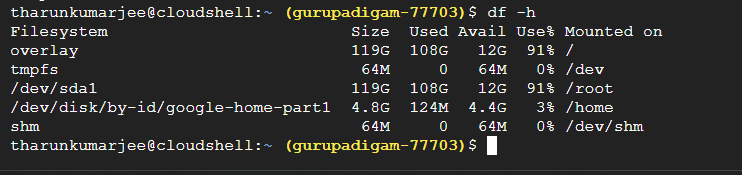 tharunkumarjee@cloudshell:~ (gurupadigam-77703)$ df -h
Filesystem                         Size  Used Avail Use% Mounted on
overlay                            119G  108G   12G  91% /
tmpfs                               64M     0   64M   0% /dev
/dev/sda1                          119G  108G   12G  91% /root
/dev/disk/by-id/google-home-part1  4.8G  124M  4.4G   3% /home
shm                                 64M     0   64M   0% /dev/shm
tharunkumarjee@cloudshell:~ (gurupadigam-77703)$